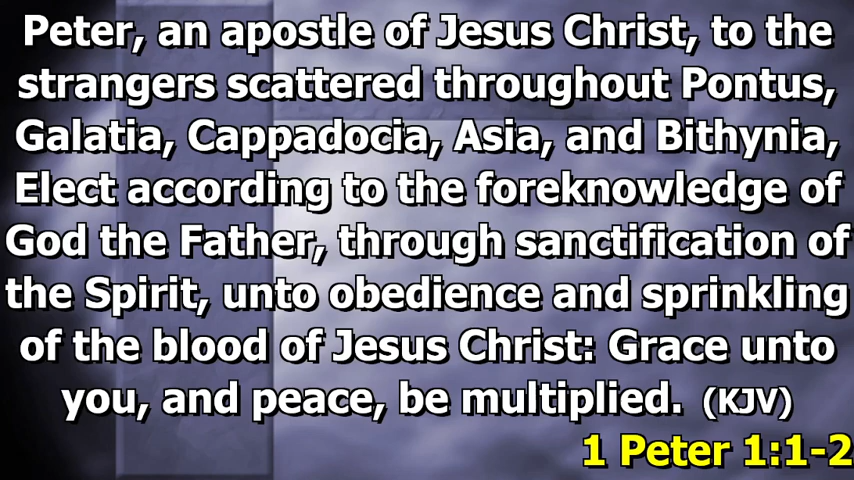 Peter, an apostle of Jesus Christ, to the
strangers scattered throughout Pontus,
Galatia, Cappadocia, Asia, and Bithynia,
Elect according to the foreknowledge of
God the Father, through sanctification of
the Spirit, unto obedience and sprinkling
of the blood of Jesus Christ: Grace unto
you, and peace, be multiplied. (KJV)
1 Peter 1:1-2